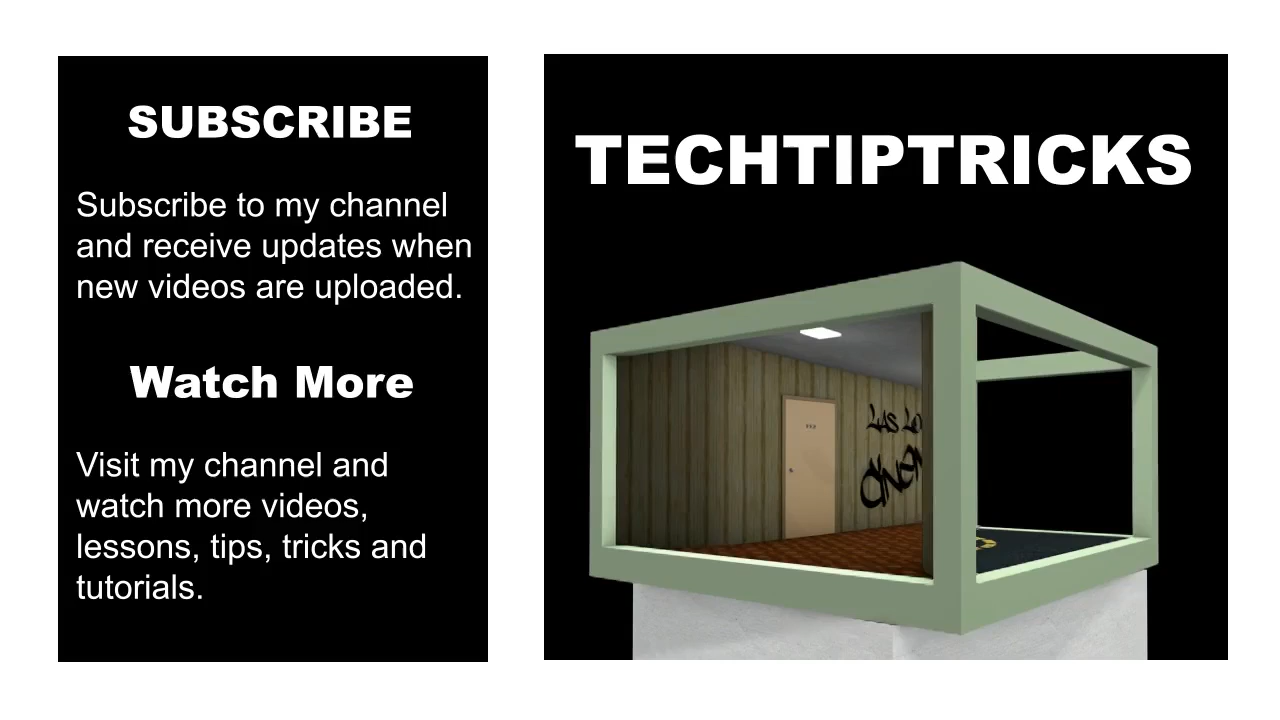 SUBSCRIBE
Subscribe to my channel
and receive updates when
new videos are uploaded.
Watch More
Visit my channel and
watch more videos,
lessons, tips, tricks and
tutorials.
TECHTIPTRICKS
LAS